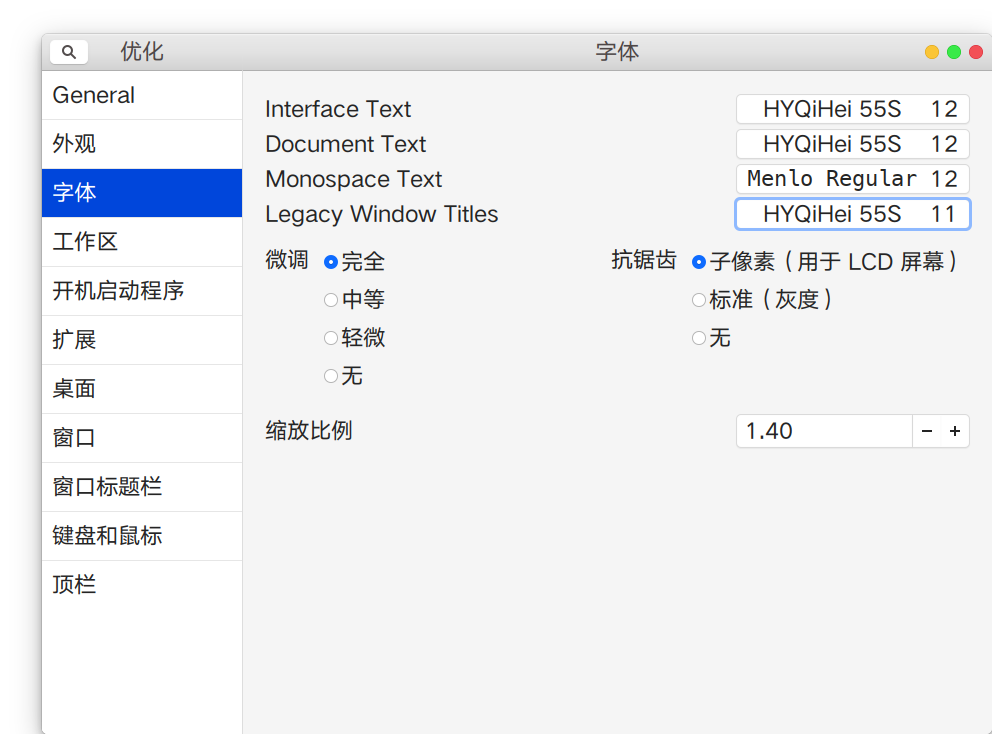 优化
字体
General
外观
字体
工作区
开机启动程序
扩展
桌面
窗口
窗口标题栏
键盘和鼠标
顶栏
Interface Text HYQiHei 55S 12
Document Text HYQiHei 55S 12
Monospace Text Menlo Regular 12
Legacy Window Titles HYQiHei 55S 11
微调 完全 抗锯齿 子像素（用于 LCD 屏幕）
中等 标准（灰度）
轻微 无
无
缩放比例 1.40 − +